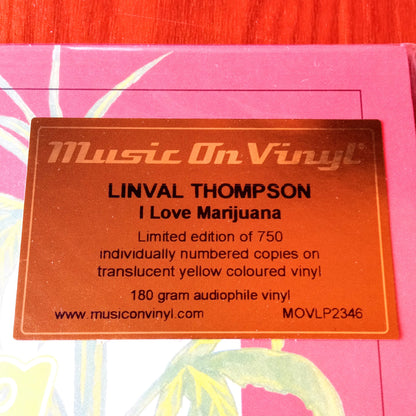 Music On Vinyl®
LINVAL THOMPSON
I Love Marijuana
Limited edition of 750
individually numbered copies on
translucent yellow coloured vinyl
180 gram audiophile vinyl
www.musiconvinyl.com MOVLP2346